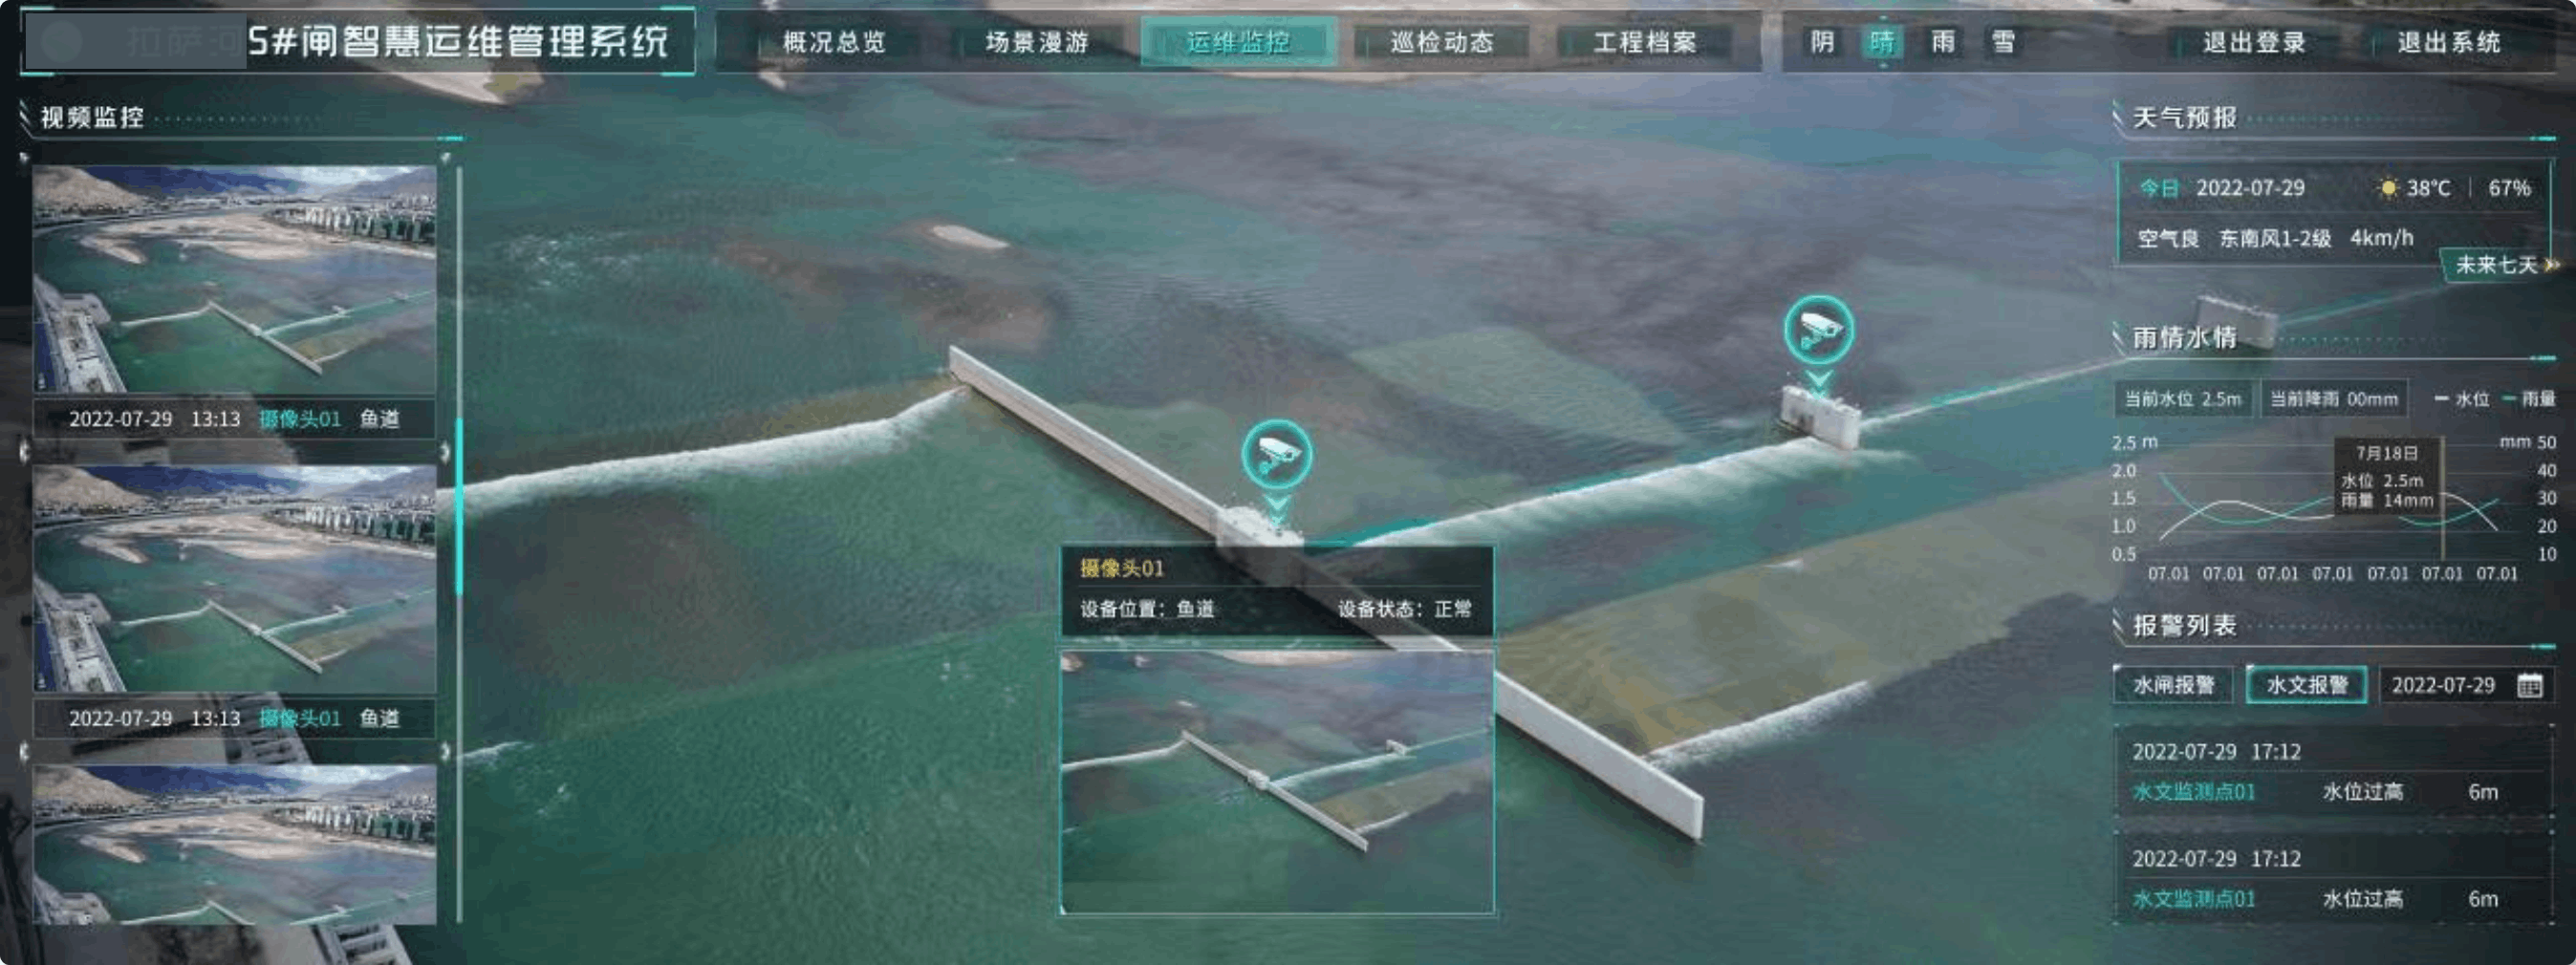 5#闸智慧运维管理系统
概况总览 场景漫游 运维监控 巡检动态 工程档案
阴 晴 雨 雪
退出登录 退出系统
视频监控
2022-07-29 13:13 摄像头01 鱼道
2022-07-29 13:13 摄像头01 鱼道
摄像头01
设备位置：鱼道 设备状态：正常
天气预报
今日 2022-07-29 38℃ 67%
空气良 东南风1-2级 4km/h
未来七天
雨情水情
当前水位 2.5m 当前降雨 00mm 水位 雨量
2.5 m mm 50
2.0 40
1.5 30
1.0 20
0.5 10
7月18日
水位 2.5m
雨量 14mm
07.01 07.01 07.01 07.01 07.01 07.01 07.01
报警列表
水闸报警 水文报警 2022-07-29
2022-07-29 17:12
水文监测点01 水位过高 6m
2022-07-29 17:12
水文监测点01 水位过高 6m